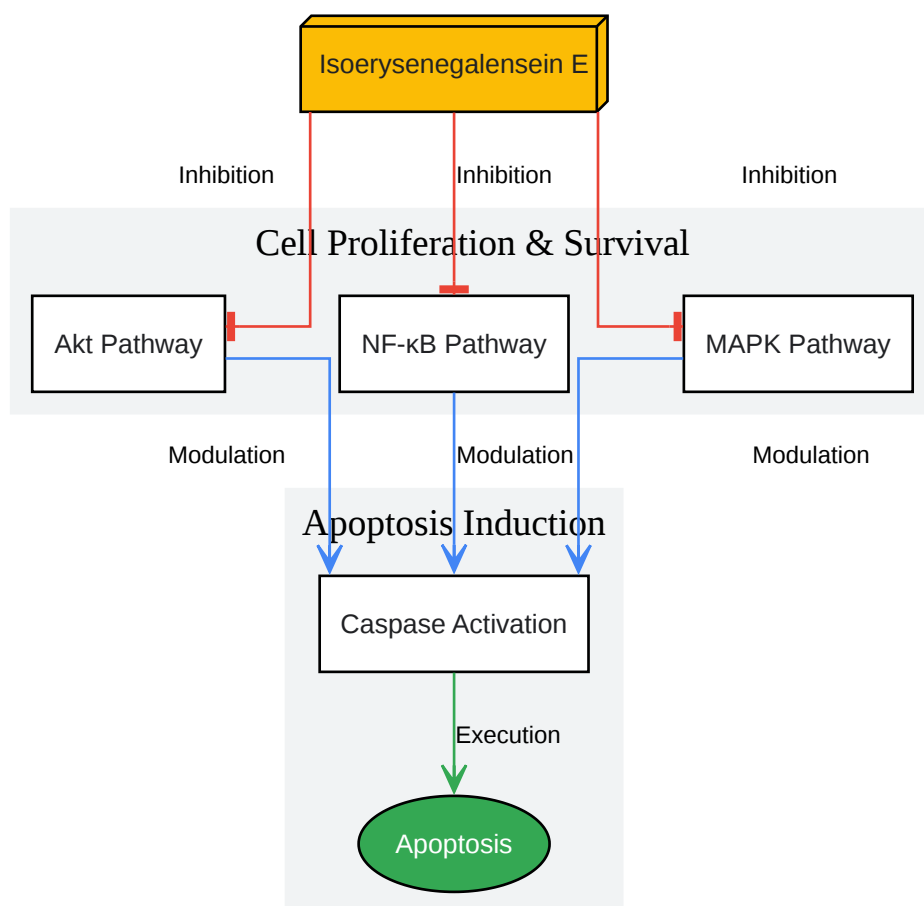 Isoerysenegalensein E
Inhibition
Inhibition
Inhibition
Cell Proliferation & Survival
Akt Pathway
NF-κB Pathway
MAPK Pathway
Modulation
Modulation
Modulation
Apoptosis Induction
Caspase Activation
Execution
Apoptosis